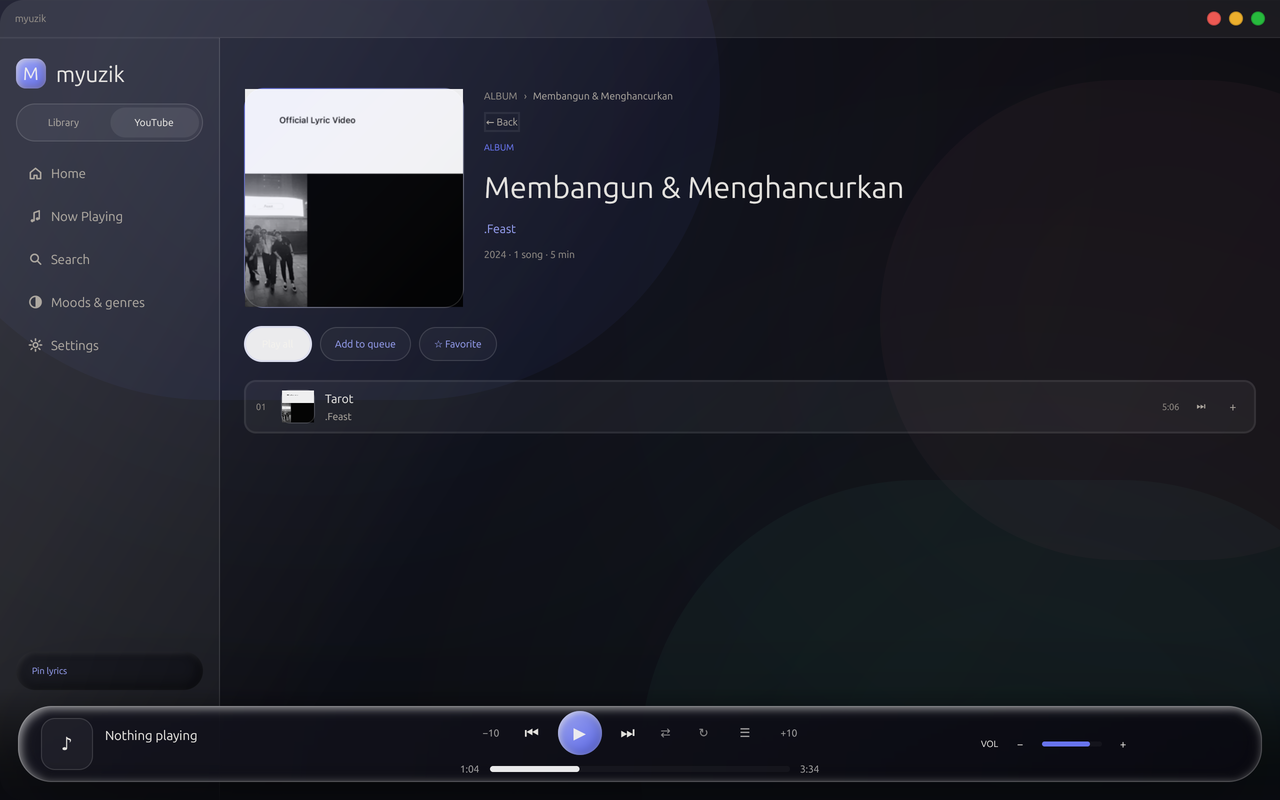 myuzik
M myuzik
Library YouTube
Home
Now Playing
Search
Moods & genres
Settings
Pin lyrics
Official Lyric Video
ALBUM › Membangun & Menghancurkan
← Back
ALBUM
Membangun & Menghancurkan
.Feast
2024 · 1 song · 5 min
Add to queue
☆ Favorite
01 Tarot 5:06 +
.Feast
Nothing playing
−10 +10
1:04 3:34
VOL − +